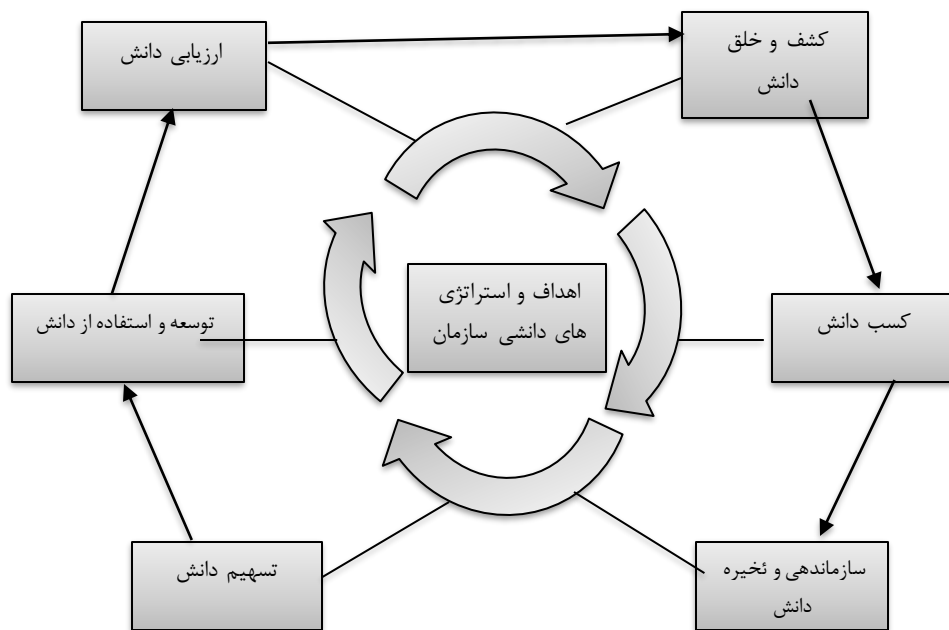 کشف و خلق
دانش
ارزیابی دانش
اهداف و استراتژی
های دانشی سازمان
کسب دانش
توسعه و استفاده از دانش
سازماندهی و ئخیره
دانش
تسهیم دانش